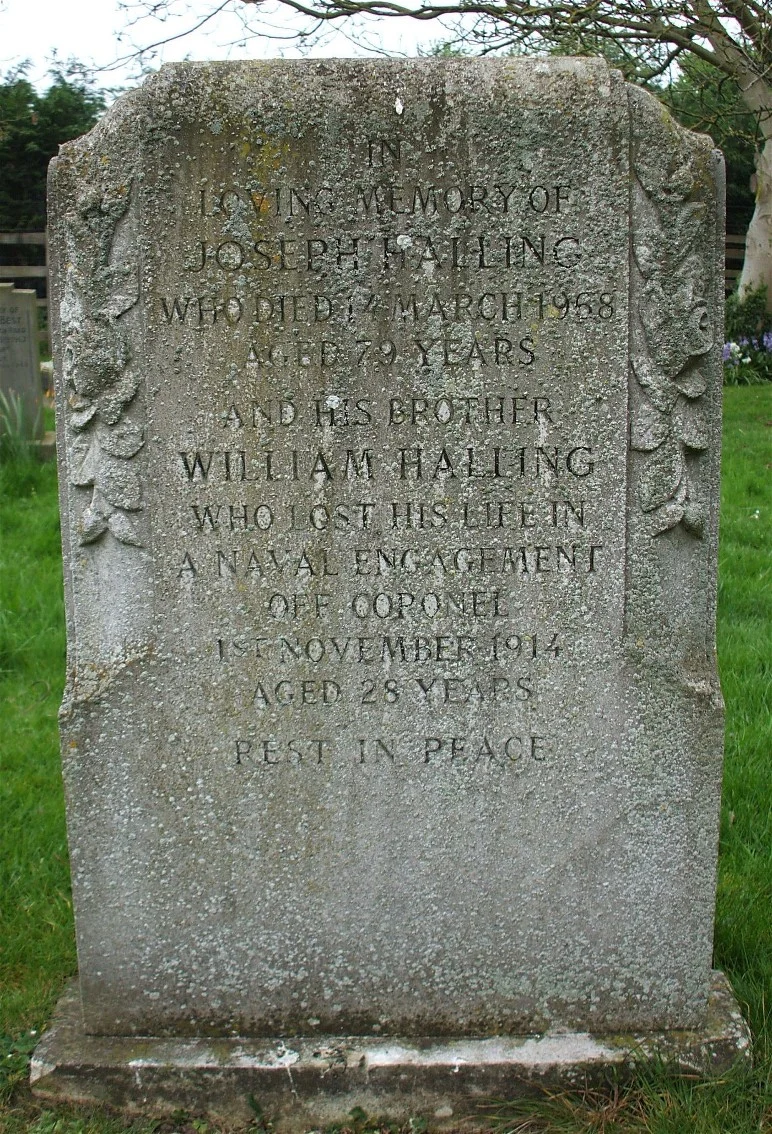 IN
LOVING MEMORY OF
JOSEPH HALLING
WHO DIED 14 MARCH 1968
AGED 79 YEARS
AND HIS BROTHER
WILLIAM HALLING
WHO LOST HIS LIFE IN
A NAVAL ENGAGEMENT
OFF CORONEL
1ST NOVEMBER 1914
AGED 28 YEARS
REST IN PEACE